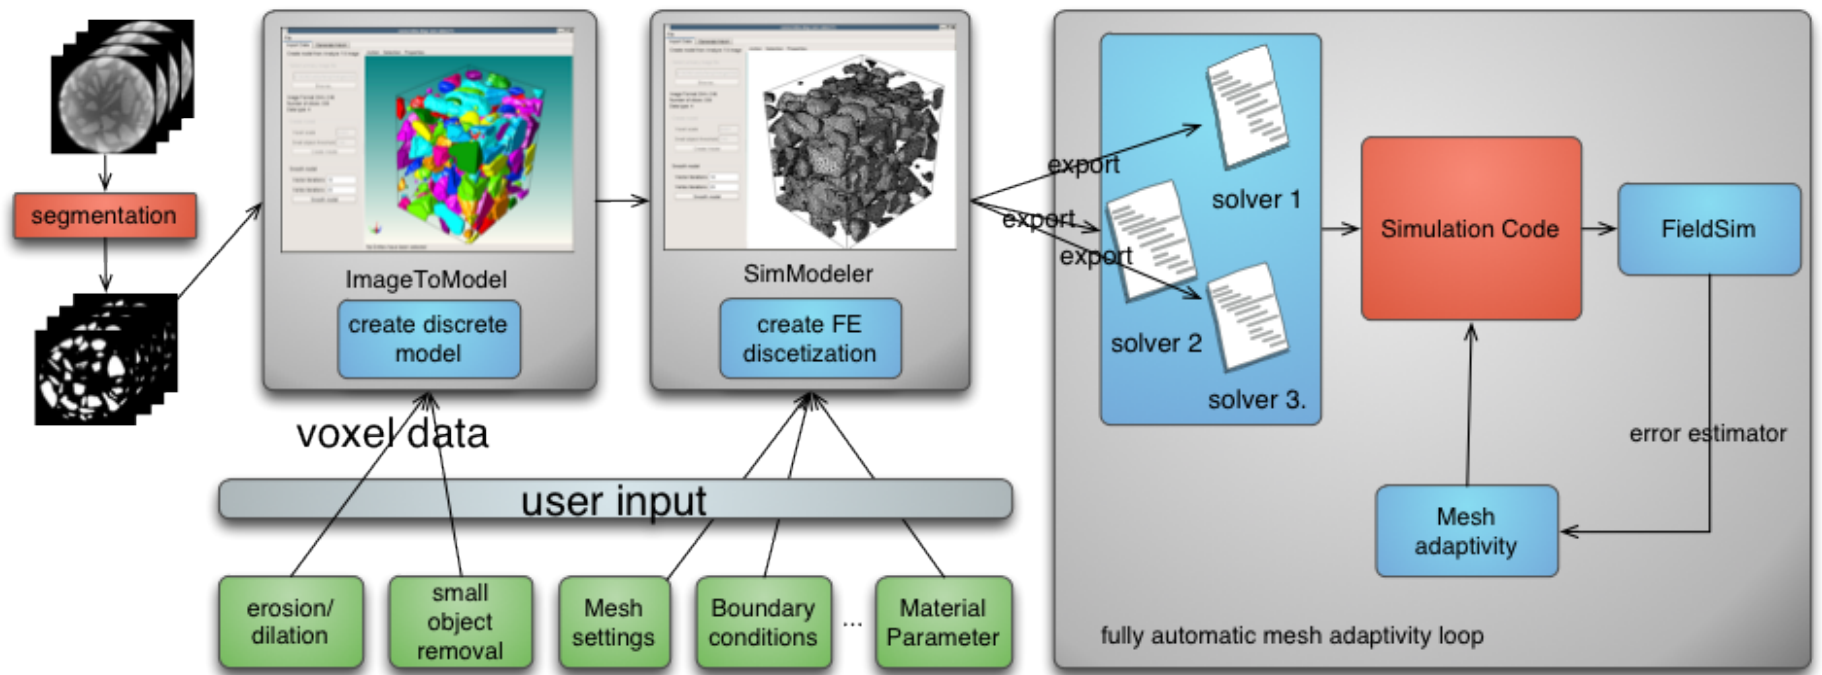 segmentation
ImageToModel
create discrete
model
voxel data
SimModeler
create FE
discetization
user input
erosion/
dilation
small
object
removal
Mesh
settings
Boundary
conditions
...
Material
Parameter
export
export
export
solver 1
solver 2
solver 3.
Simulation Code
FieldSim
error estimator
Mesh
adaptivity
fully automatic mesh adaptivity loop